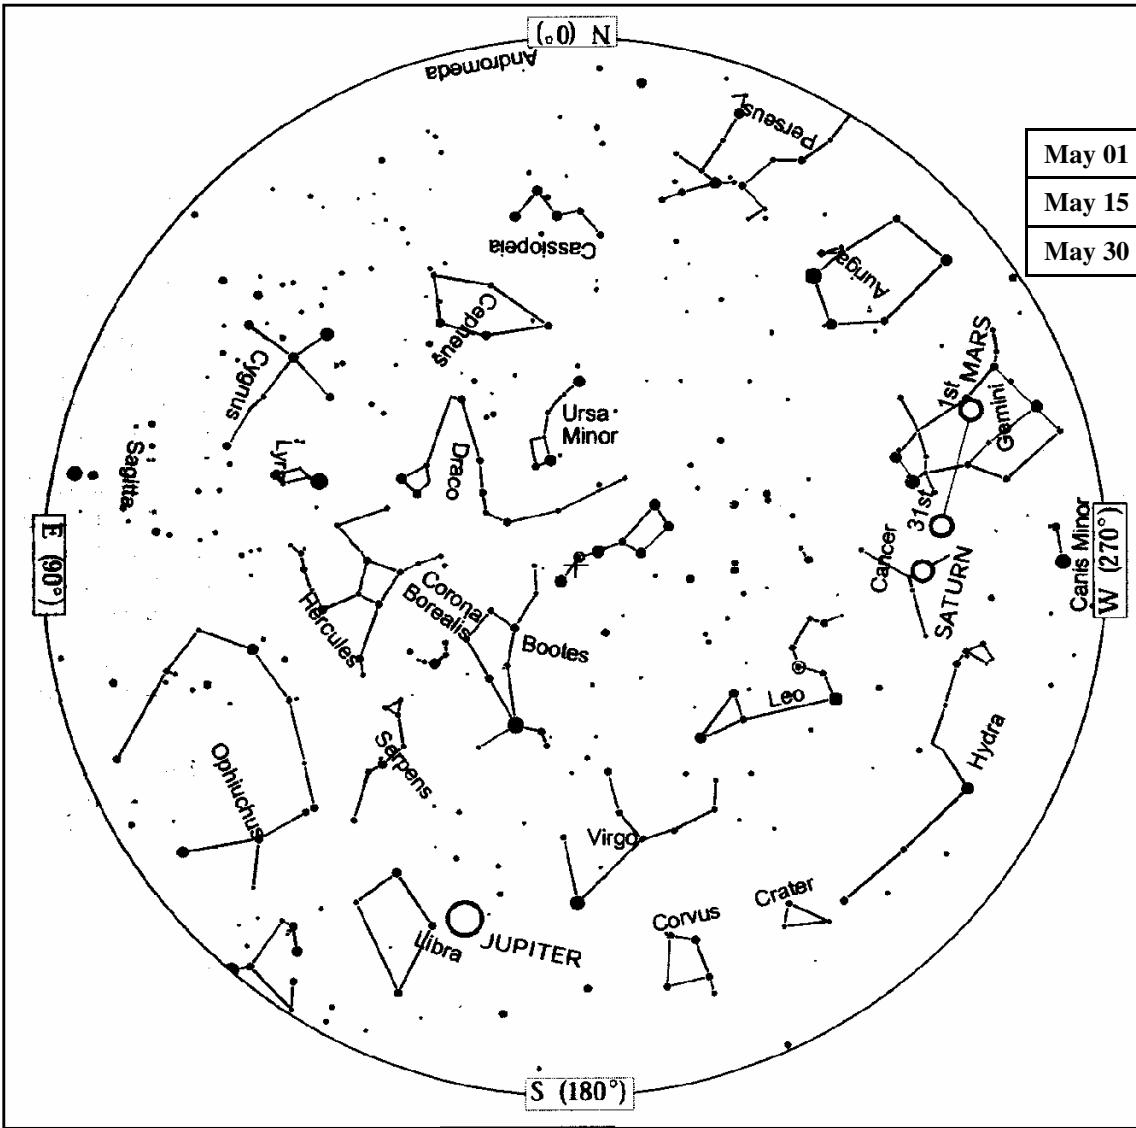 N (0°)
Andromeda
Perseus
May 01
May 15
May 30
Cassiopeia
Auriga
Cepheus
MARS
1st
Gemini
Cygnus
Ursa
Minor
Lyra
Draco
Sagitta
31st
Canis Minor
E (90°)
W (270°)
Cancer
SATURN
Corona
Borealis
Hercules
Bootes
Leo
Hydra
Serpens
Ophiuchus
Virgo
Crater
Corvus
Libra
JUPITER
S (180°)